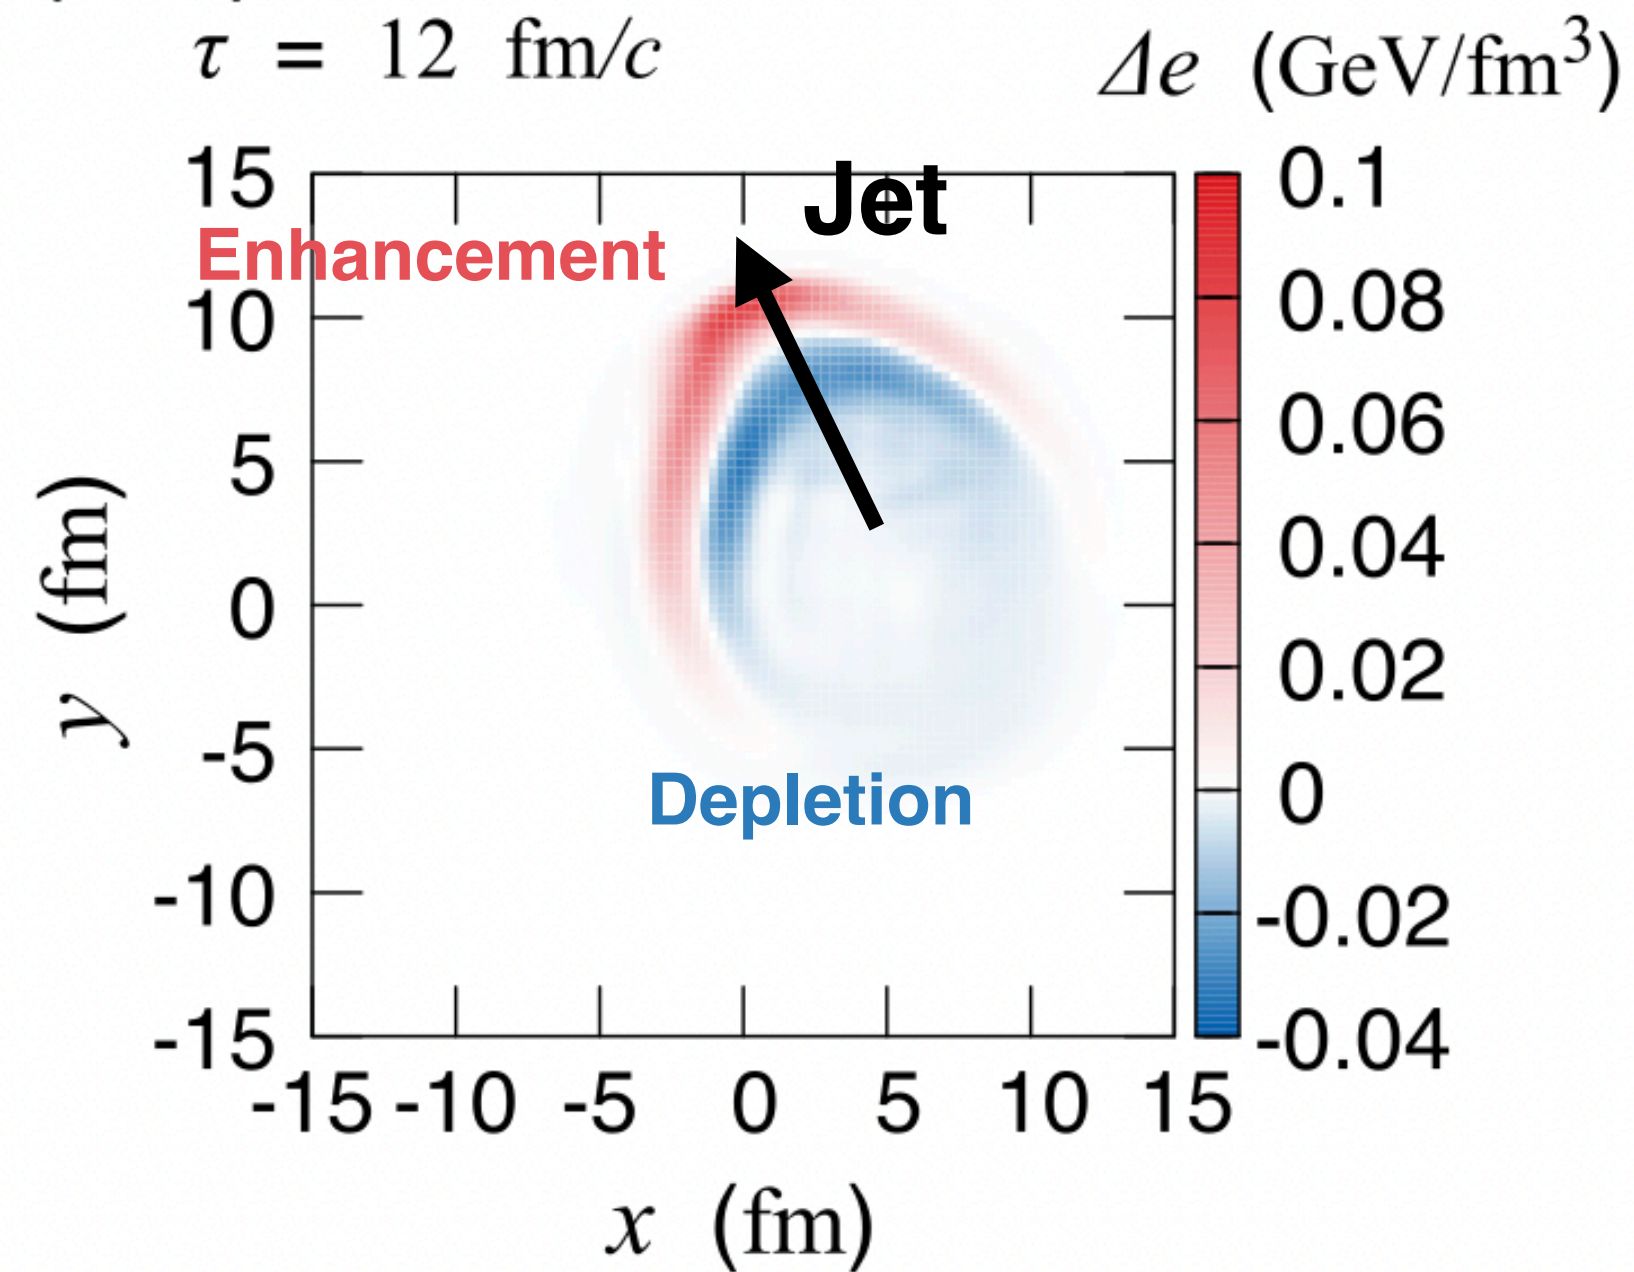 τ = 12 fm/c
Δe (GeV/fm³)
15
10
5
0
-5
-10
-15
y (fm)
Enhancement
Jet
Depletion
-15 -10 -5 0 5 10 15
x (fm)
0.1
0.08
0.06
0.04
0.02
0
-0.02
-0.04